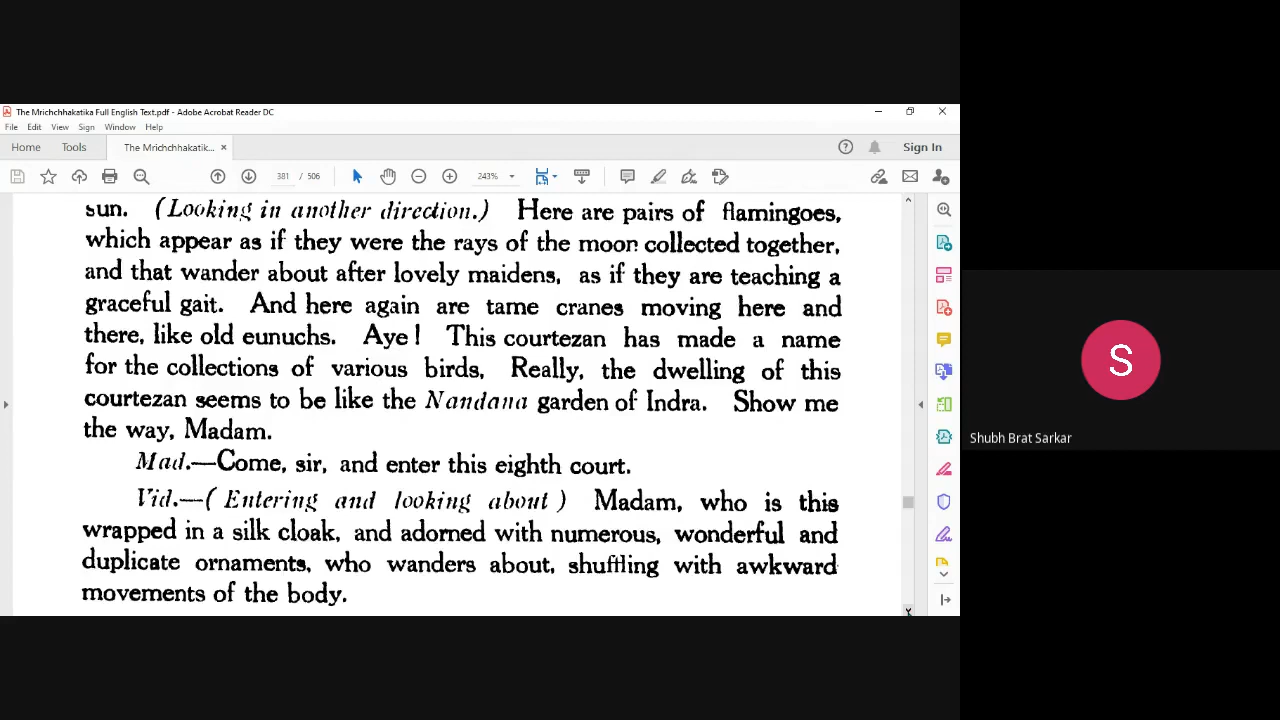 The Mrichchhakatika Full English Text.pdf - Adobe Acrobat Reader DC
File Edit View Sign Window Help
Home Tools The Mrichchhakatik... × Sign In
381 / 506 243%
sun. (Looking in another direction.) Here are pairs of flamingoes,
which appear as if they were the rays of the moon collected together,
and that wander about after lovely maidens, as if they are teaching a
graceful gait. And here again are tame cranes moving here and
there, like old eunuchs. Aye! This courtezan has made a name
for the collections of various birds. Really, the dwelling of this
courtezan seems to be like the Nandana garden of Indra. Show me
the way, Madam.
Mad.—Come, sir, and enter this eighth court.
Vid.—( Entering and looking about ) Madam, who is this
wrapped in a silk cloak, and adorned with numerous, wonderful and
duplicate ornaments, who wanders about, shuffling with awkward
movements of the body.
S
Shubh Brat Sarkar